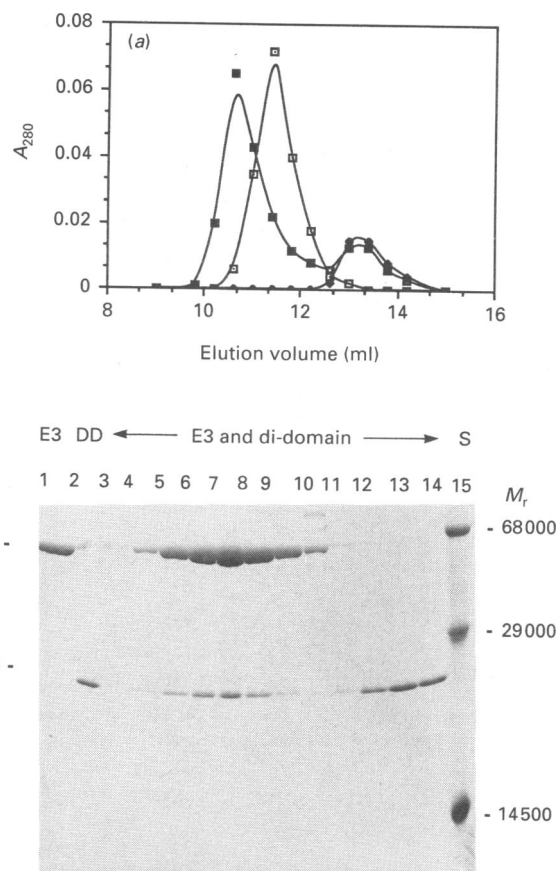 0.08
(a)
0.06
A280
0.04
0.02
0
8 10 12 14 16
Elution volume (ml)
E3 DD E3 and di-domain S
1 2 3 4 5 6 7 8 9 10 11 12 13 14 15
Mr
- 68000
- 29000
- 14500